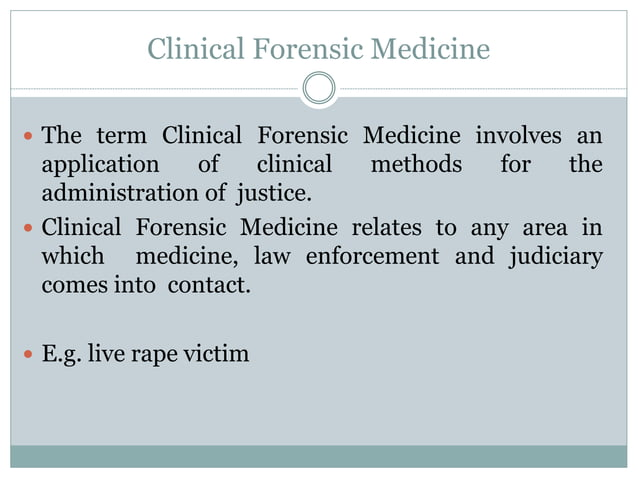 Clinical Forensic Medicine
• The term Clinical Forensic Medicine involves an
application of clinical methods for the
administration of justice.
• Clinical Forensic Medicine relates to any area in
which medicine, law enforcement and judiciary
comes into contact.
• E.g. live rape victim